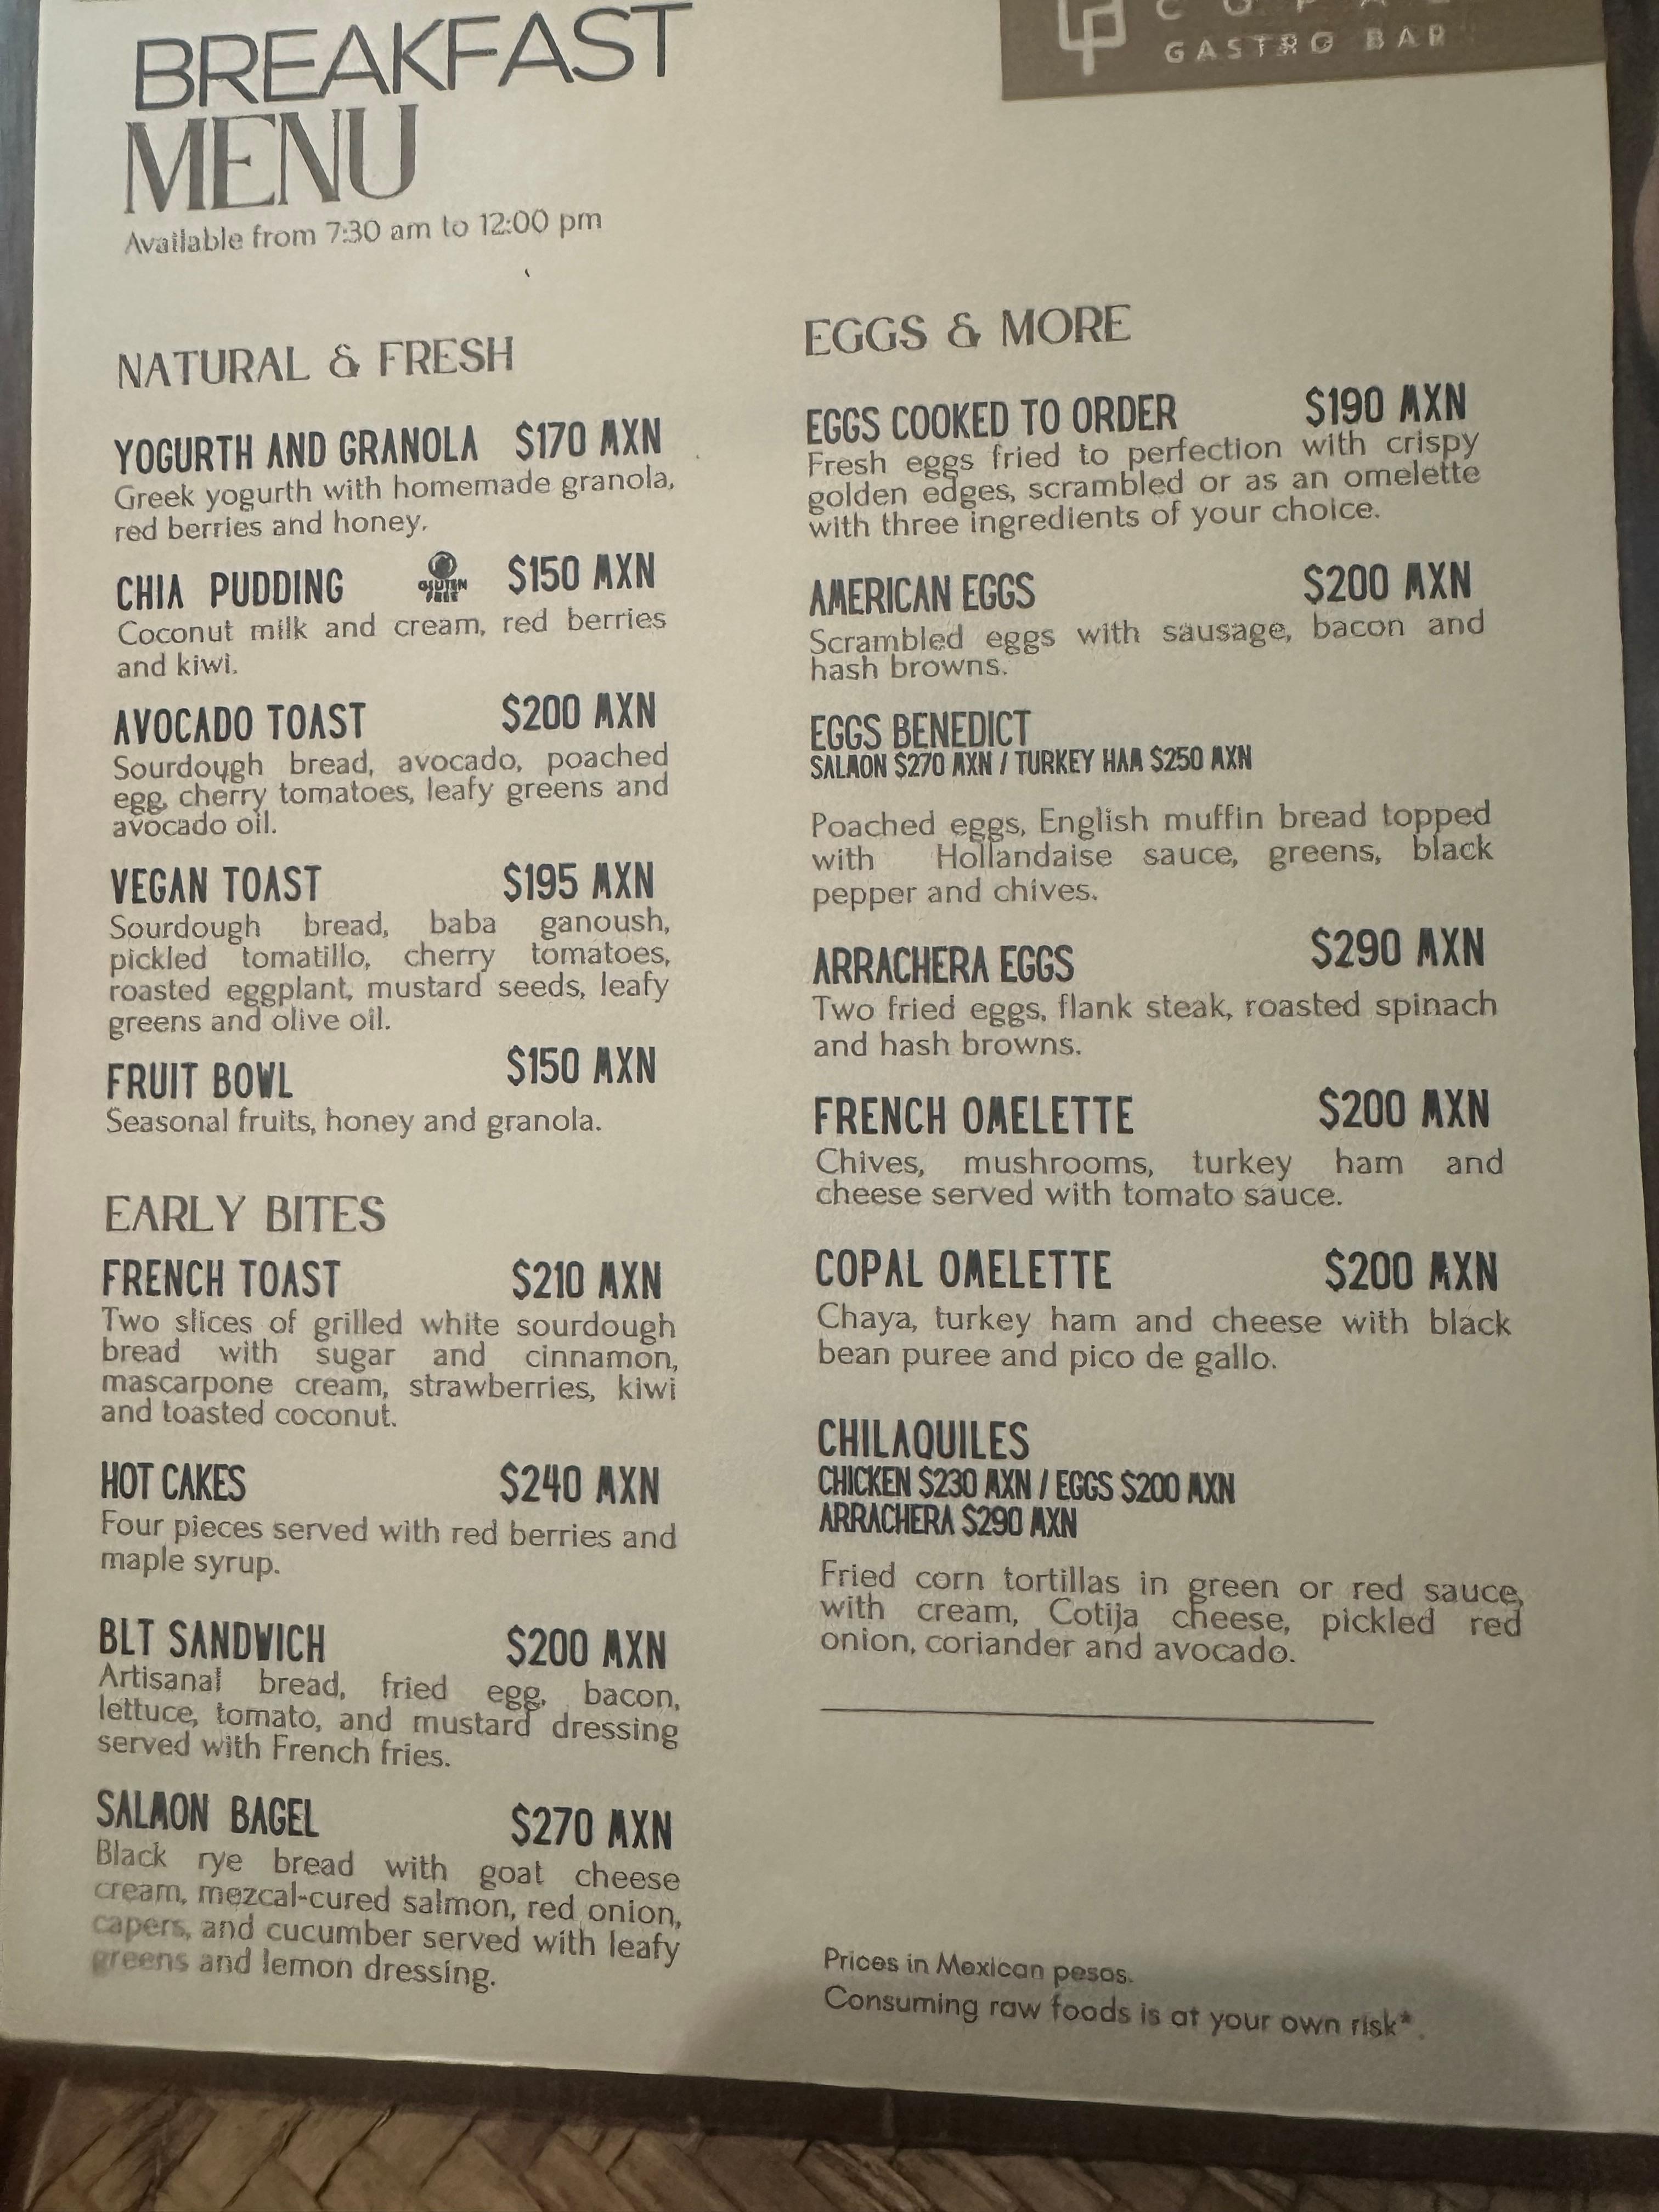 BREAKFAST
MENU
Available from 7:30 am to 12:00 pm
GASTRO BAR
NATURAL & FRESH
YOGURTH AND GRANOLA $170 MXN
Greek yogurth with homemade granola,
red berries and honey.
CHIA PUDDING GLUTEN FREE $150 MXN
Coconut milk and cream, red berries
and kiwi.
AVOCADO TOAST $200 MXN
Sourdough bread, avocado, poached
egg, cherry tomatoes, leafy greens and
avocado oil.
VEGAN TOAST $195 MXN
Sourdough bread, baba ganoush,
pickled tomatillo, cherry tomatoes,
roasted eggplant, mustard seeds, leafy
greens and olive oil.
FRUIT BOWL $150 MXN
Seasonal fruits, honey and granola.
EARLY BITES
FRENCH TOAST $210 MXN
Two slices of grilled white sourdough
bread with sugar and cinnamon,
mascarpone cream, strawberries, kiwi
and toasted coconut.
HOT CAKES $240 MXN
Four pieces served with red berries and
maple syrup.
BLT SANDWICH $200 MXN
Artisanal bread, fried egg, bacon,
lettuce, tomato, and mustard dressing
served with French fries.
SALMON BAGEL $270 MXN
Black rye bread with goat cheese
cream, mezcal-cured salmon, red onion,
capers, and cucumber served with leafy
greens and lemon dressing.
EGGS & MORE
EGGS COOKED TO ORDER $190 MXN
Fresh eggs fried to perfection with crispy
golden edges, scrambled or as an omelette
with three ingredients of your choice.
AMERICAN EGGS $200 MXN
Scrambled eggs with sausage, bacon and
hash browns.
EGGS BENEDICT
SALMON $270 MXN / TURKEY HAM $250 MXN
Poached eggs, English muffin bread topped
with Hollandaise sauce, greens, black
pepper and chives.
ARRACHERA EGGS $290 MXN
Two fried eggs, flank steak, roasted spinach
and hash browns.
FRENCH OMELETTE $200 MXN
Chives, mushrooms, turkey ham and
cheese served with tomato sauce.
COPAL OMELETTE $200 MXN
Chaya, turkey ham and cheese with black
bean puree and pico de gallo.
CHILAQUILES
CHICKEN $230 MXN / EGGS $200 MXN
ARRACHERA $290 MXN
Fried corn tortillas in green or red sauce,
with cream, Cotija cheese, pickled red
onion, coriander and avocado.
Prices in Mexican pesos.
Consuming raw foods is at your own risk*.